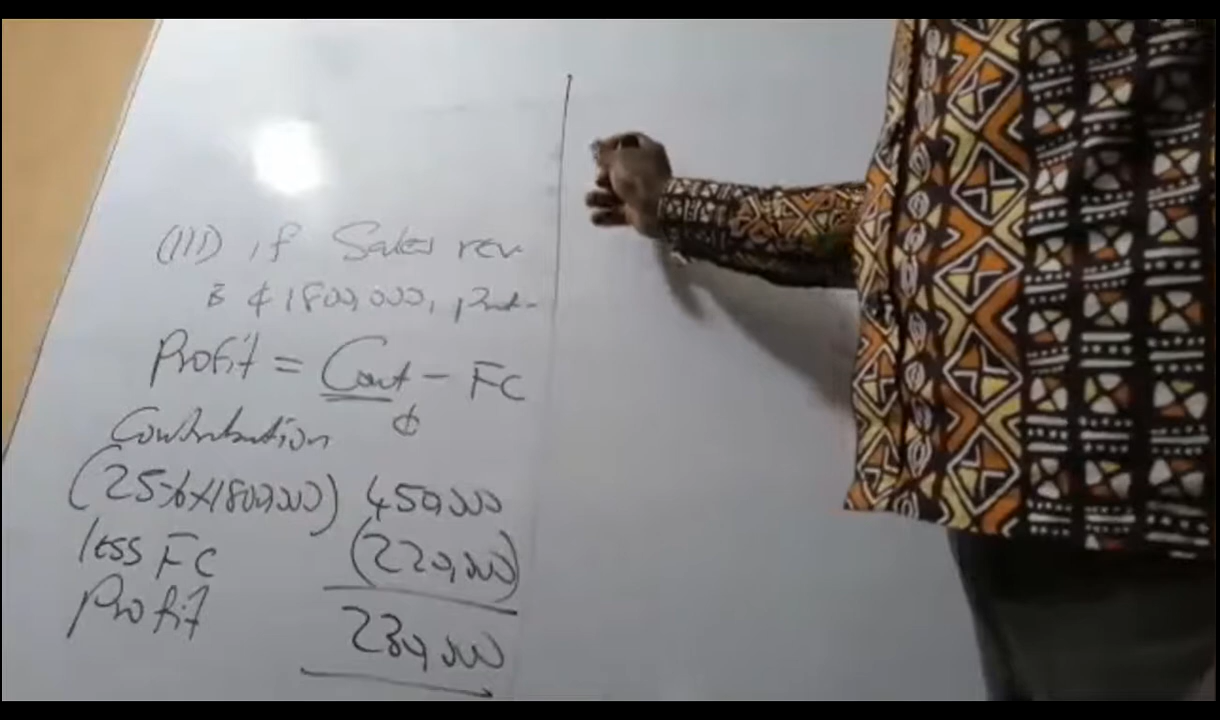 (III) if Sales rev
is ¢1800,000,
Profit = Cont - FC
Contribution ¢
(25%×1800,000) 450,000
less FC (220,000)
Profit 230,000